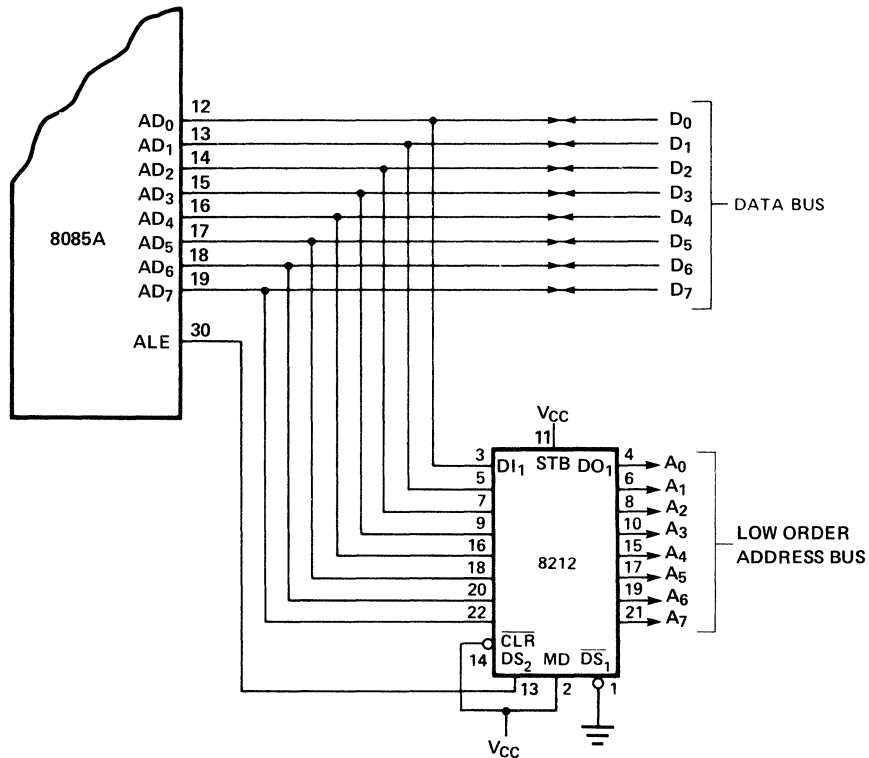 12
AD0 D0
13
AD1 D1
14
AD2 D2
15
AD3 D3
16
AD4 D4
DATA BUS
17
8085A AD5 D5
18
AD6 D6
19
AD7 D7
30
ALE
VCC
11
3 DI1 STB DO1 4 A0
5 6 A1
7 8 A2
9 10 A3
LOW ORDER
16 15 A4
ADDRESS BUS
18 8212 17 A5
20 19 A6
22 21 A7
CLR
14 DS2 MD DS1
13 2 1
VCC